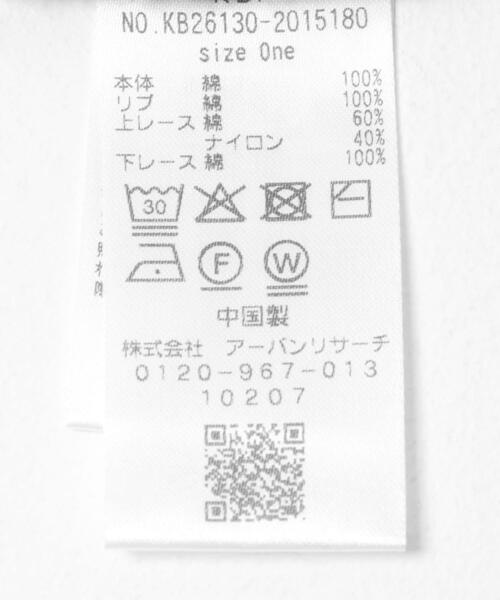 NO.KB26130-2015180
size One
本体 綿 100%
リブ 綿 100%
上レース 綿 60%
ナイロン 40%
下レース 綿 100%
30
F W
中国製
株式会社 アーバンリサーチ
0120-967-013
10207